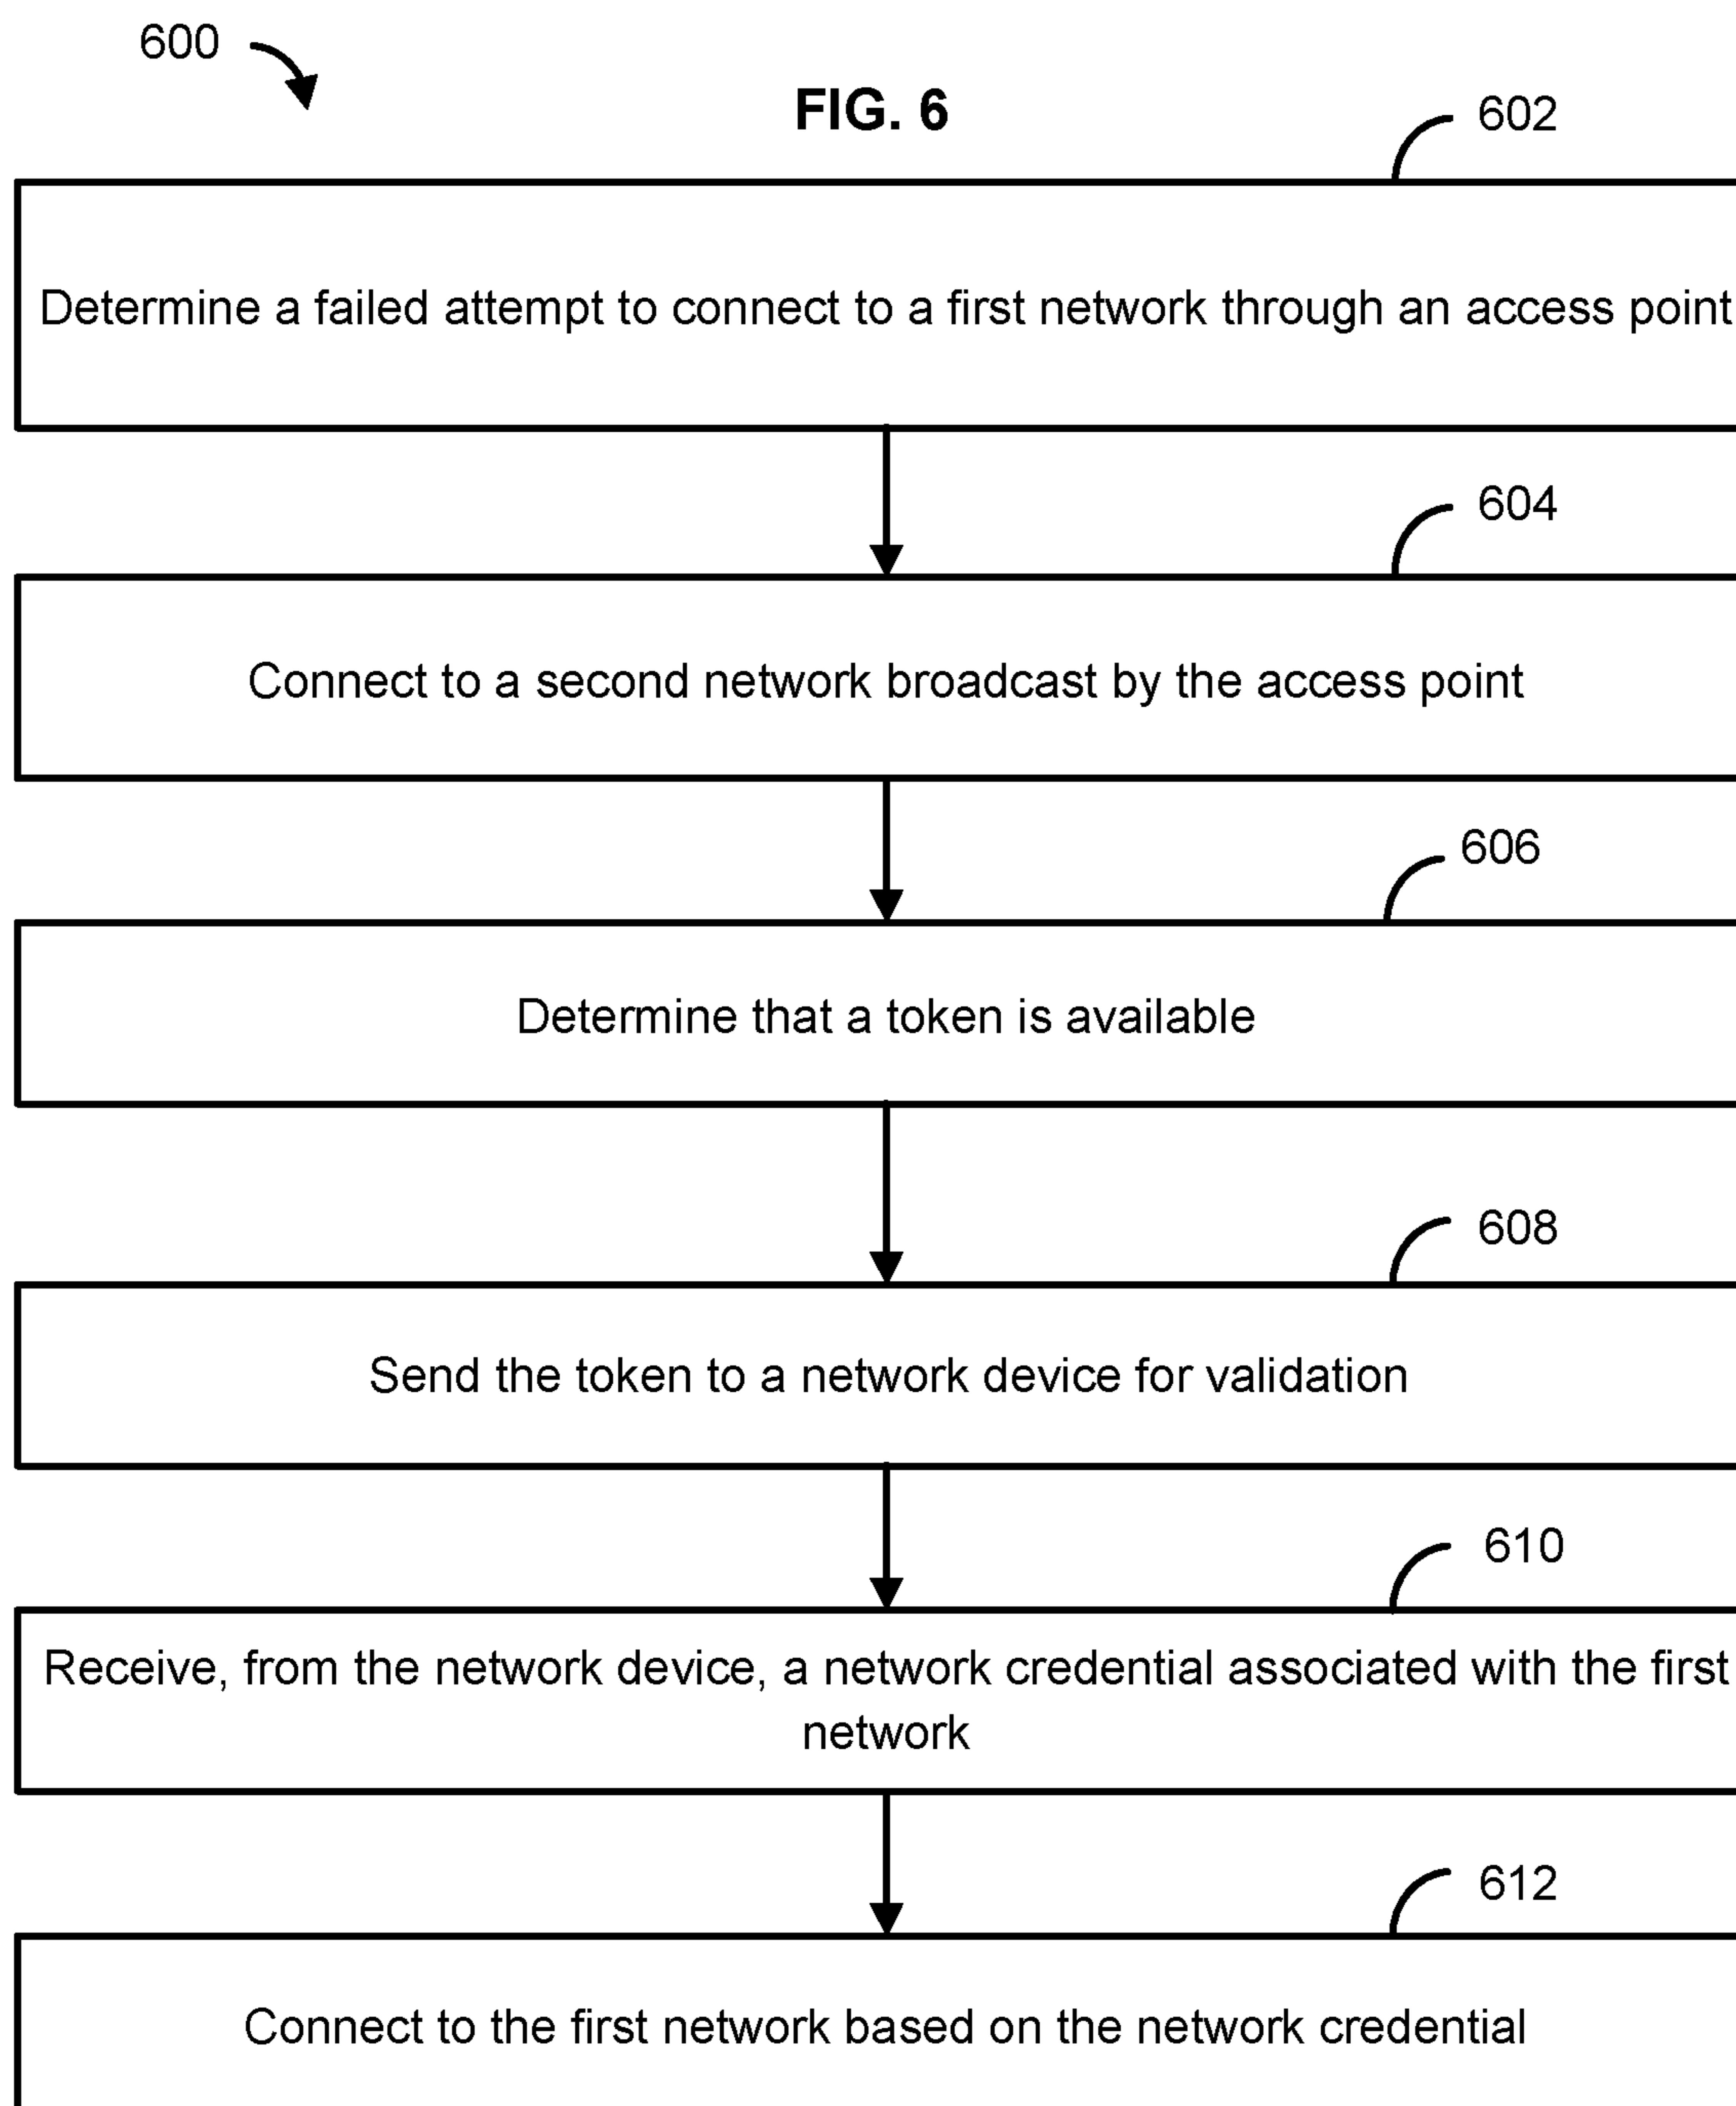 600
FIG. 6
602
Determine a failed attempt to connect to a first network through an access point
604
Connect to a second network broadcast by the access point
606
Determine that a token is available
608
Send the token to a network device for validation
610
Receive, from the network device, a network credential associated with the first
network
612
Connect to the first network based on the network credential